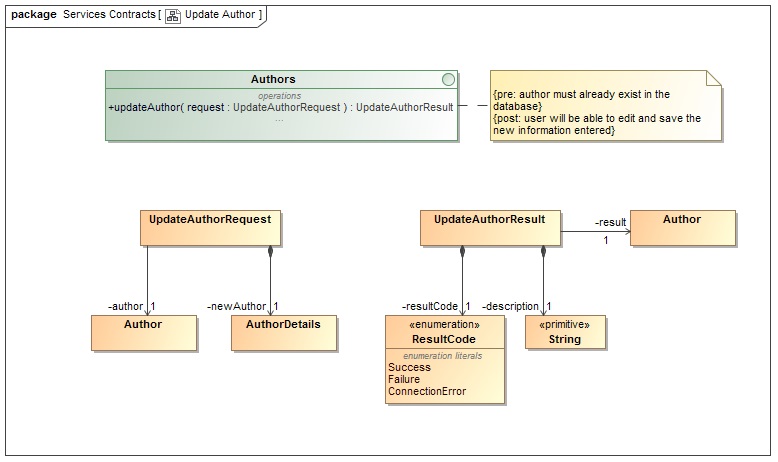 package Services Contracts [ Update Author ]
Authors
operations
+updateAuthor( request : UpdateAuthorRequest ) : UpdateAuthorResult
...
{pre: author must already exist in the
database}
{post: user will be able to edit and save the
new information entered}
UpdateAuthorRequest
UpdateAuthorResult
-result
1
Author
-author 1
-newAuthor 1
-resultCode 1
-description 1
Author
AuthorDetails
«enumeration»
ResultCode
enumeration literals
Success
Failure
ConnectionError
«primitive»
String